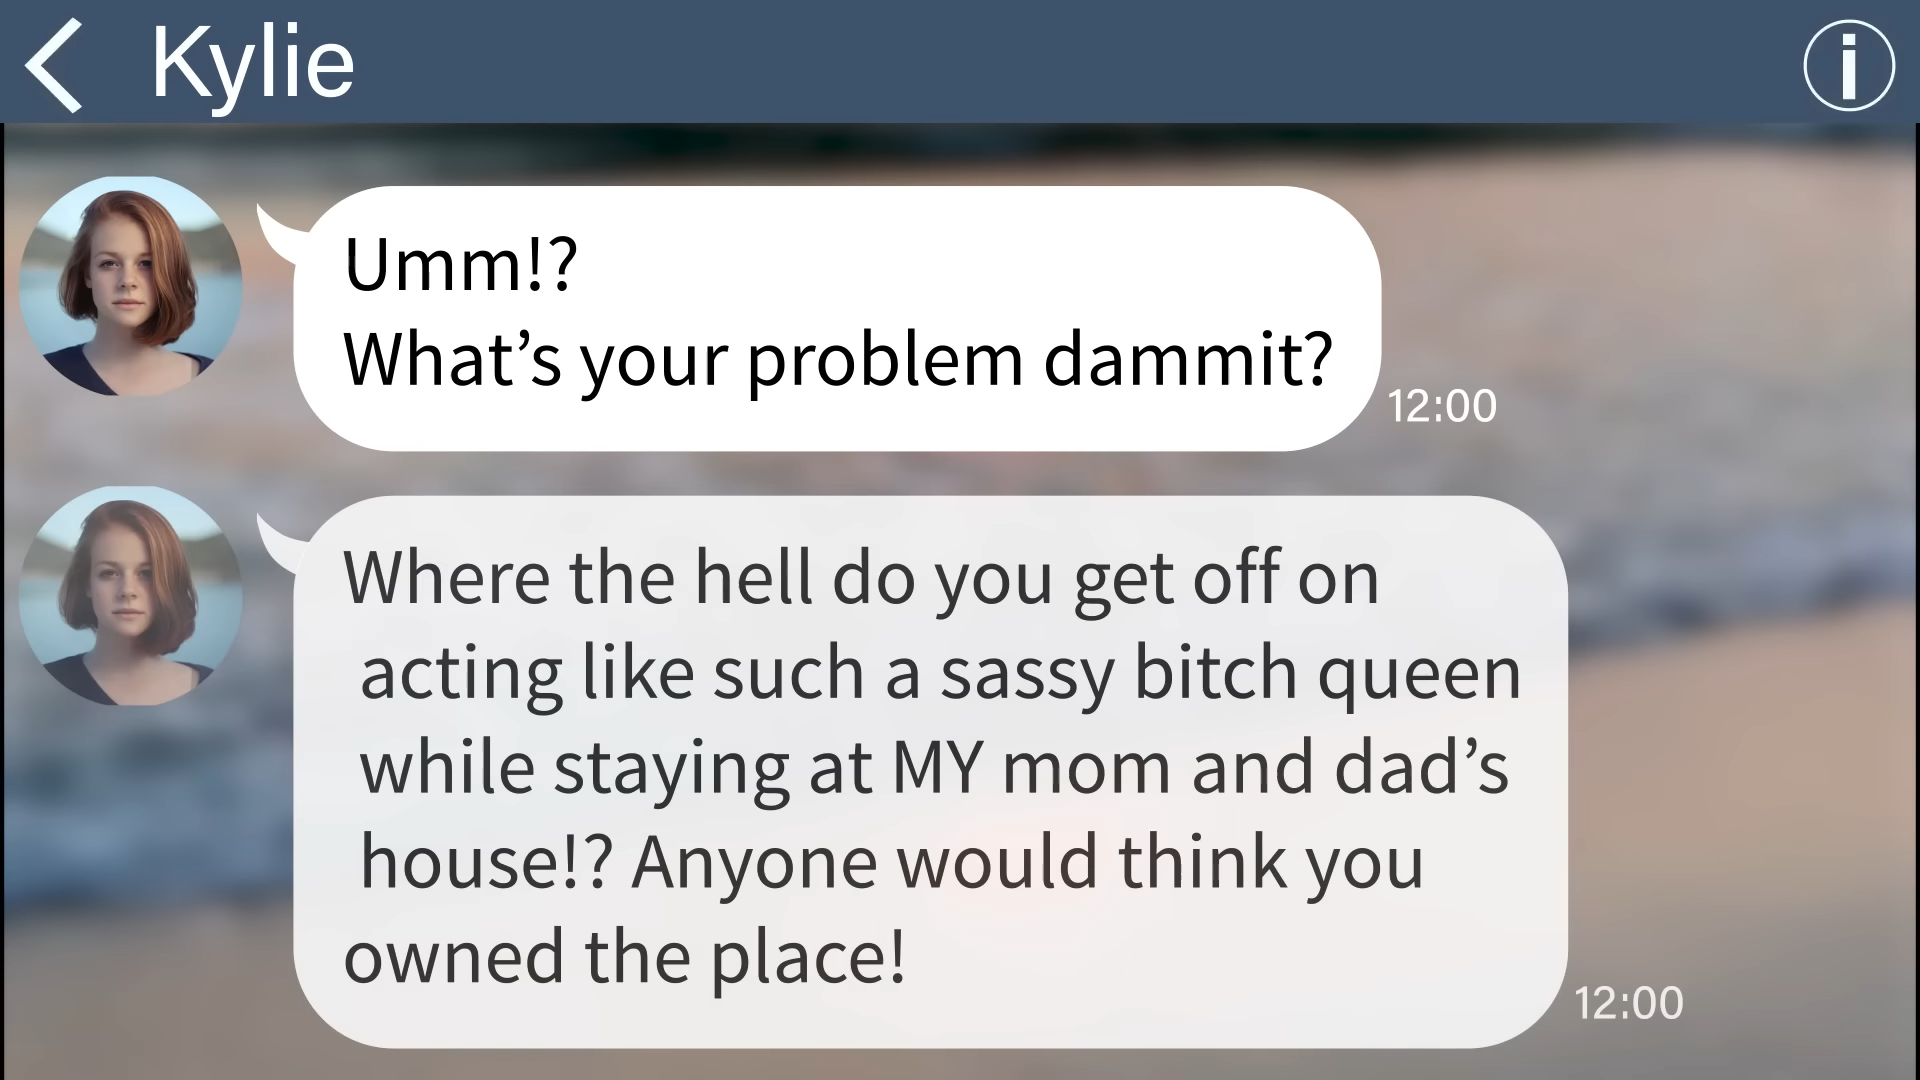 Kylie
Umm!?
What’s your problem dammit?
12:00
Where the hell do you get off on
acting like such a sassy bitch queen
while staying at MY mom and dad’s
house!? Anyone would think you
owned the place!
12:00